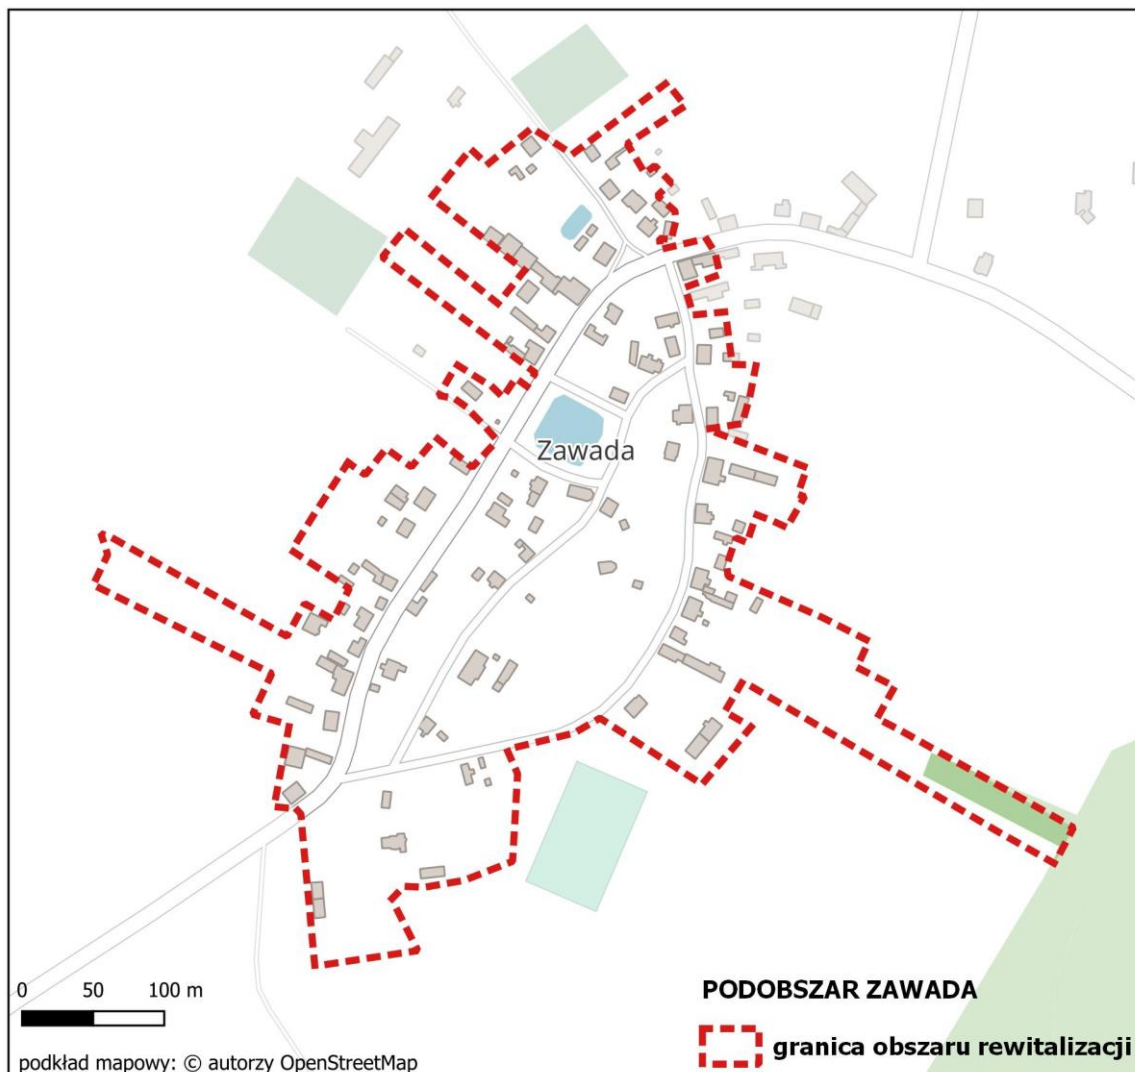 Zawada
0 50 100 m
podkład mapowy: © autorzy OpenStreetMap
PODOBSZAR ZAWADA
granica obszaru rewitalizacji